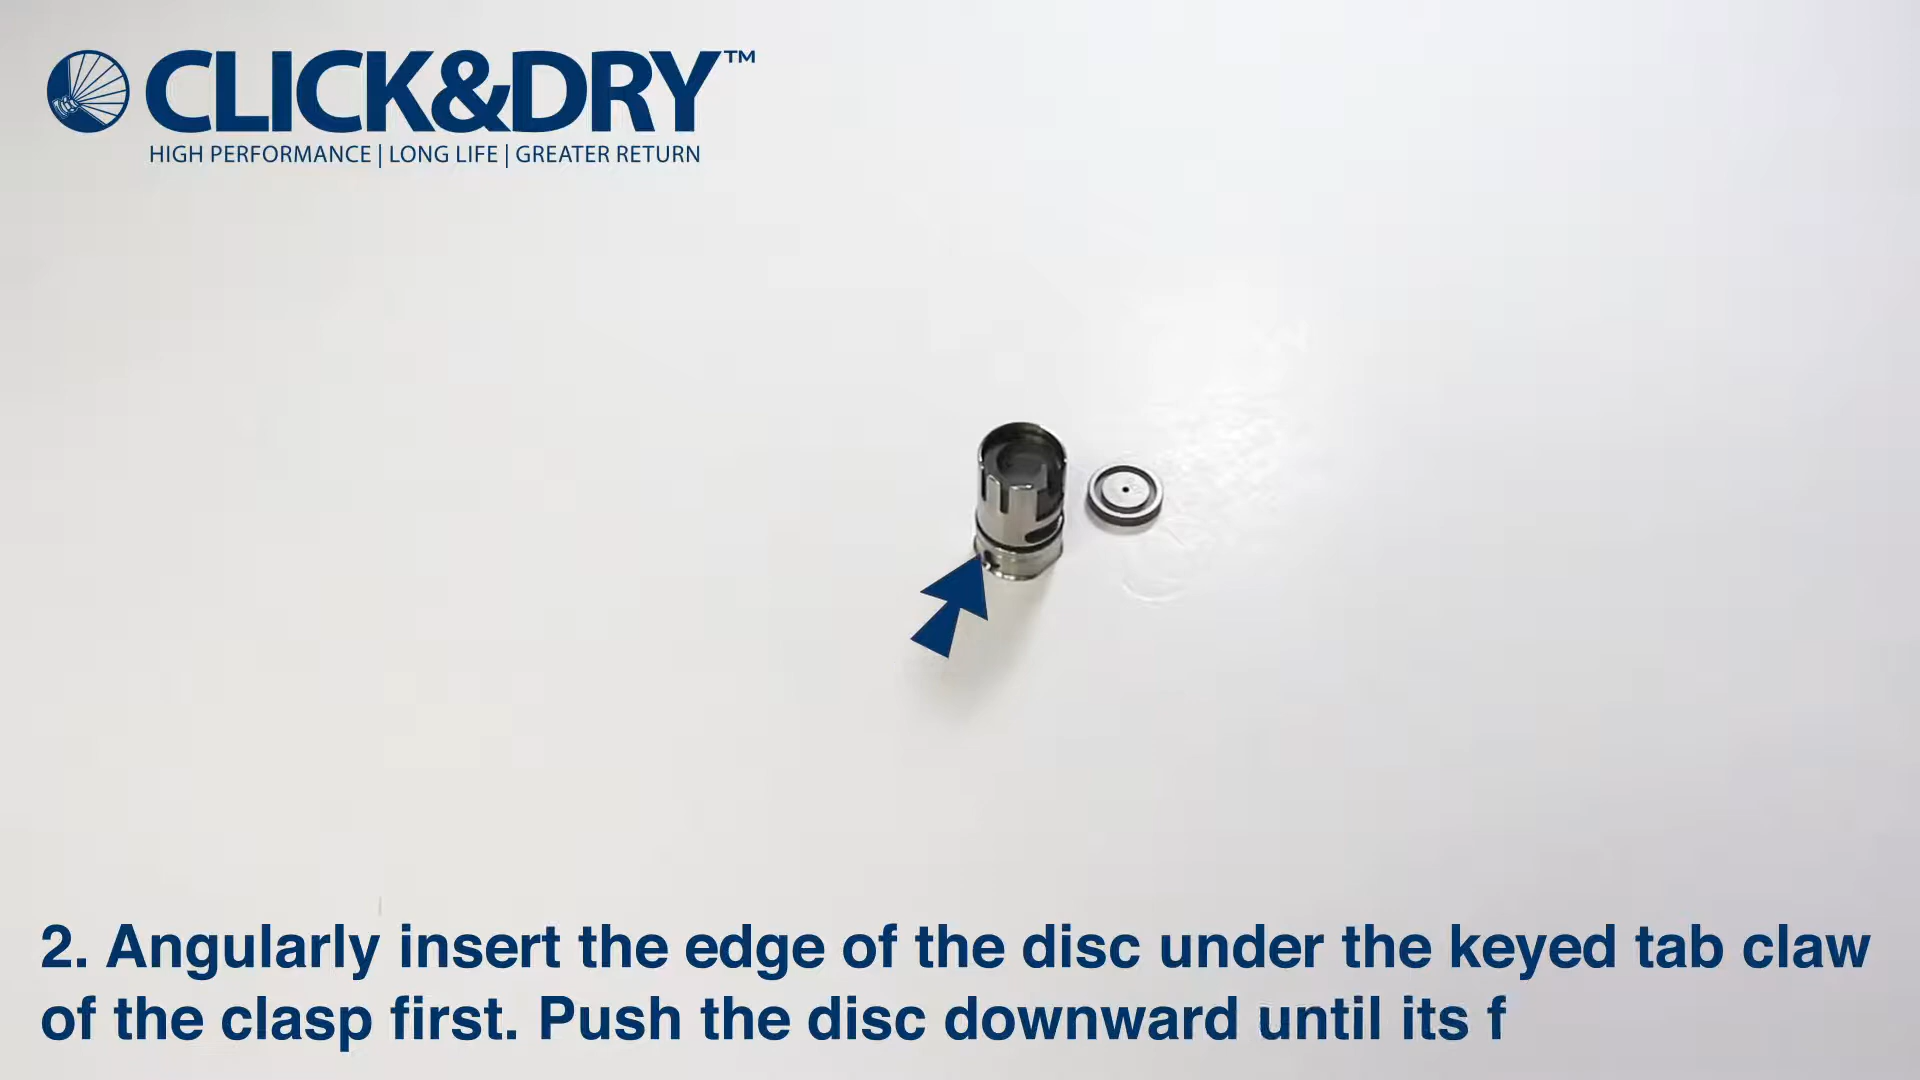 CLICK&DRY™
HIGH PERFORMANCE | LONG LIFE | GREATER RETURN
2. Angularly insert the edge of the disc under the keyed tab claw
of the clasp first. Push the disc downward until its f